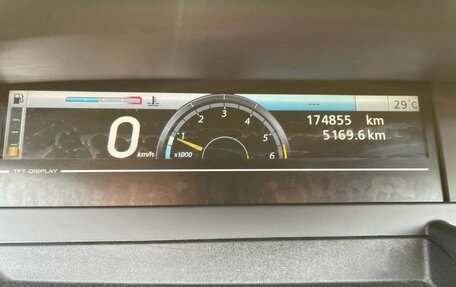 --- 29°C
174855 km
5169.6 km
0 km/h
1 2 3 4 5 6
x1000
TFT DISPLAY